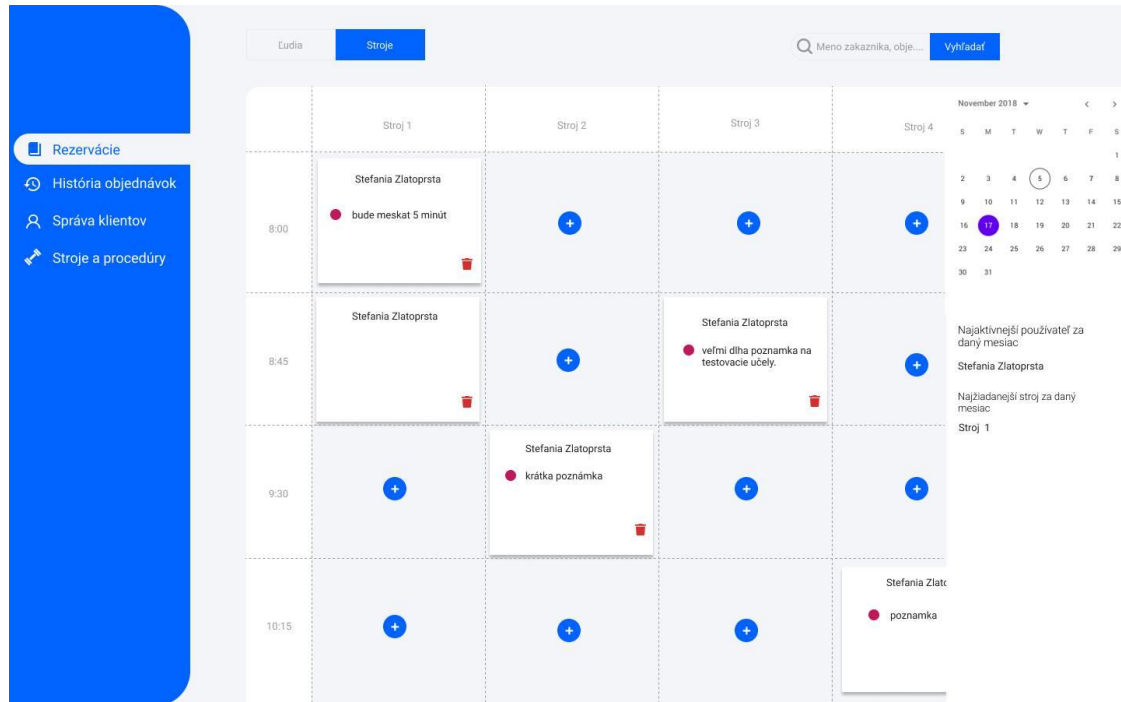 Ľudia
Stroje
Meno zakaznika, obje....
Vyhľadať
Rezervácie
História objednávok
Správa klientov
Stroje a procedúry
Stroj 1
Stroj 2
Stroj 3
Stroj 4
8:00
Stefania Zlatoprsta
bude meskat 5 minút
8:45
Stefania Zlatoprsta
Stefania Zlatoprsta
veľmi dlha poznamka na
testovacie učely.
9:30
Stefania Zlatoprsta
krátka poznámka
10:15
Stefania Zlato
poznamka
November 2018
S M T W T F S
1
2 3 4 5 6 7 8
9 10 11 12 13 14 15
16 17 18 19 20 21 22
23 24 25 26 27 28 29
30 31
Najaktívnejší používateľ za
daný mesiac
Stefania Zlatoprsta
Najžiadanejší stroj za daný
mesiac
Stroj 1